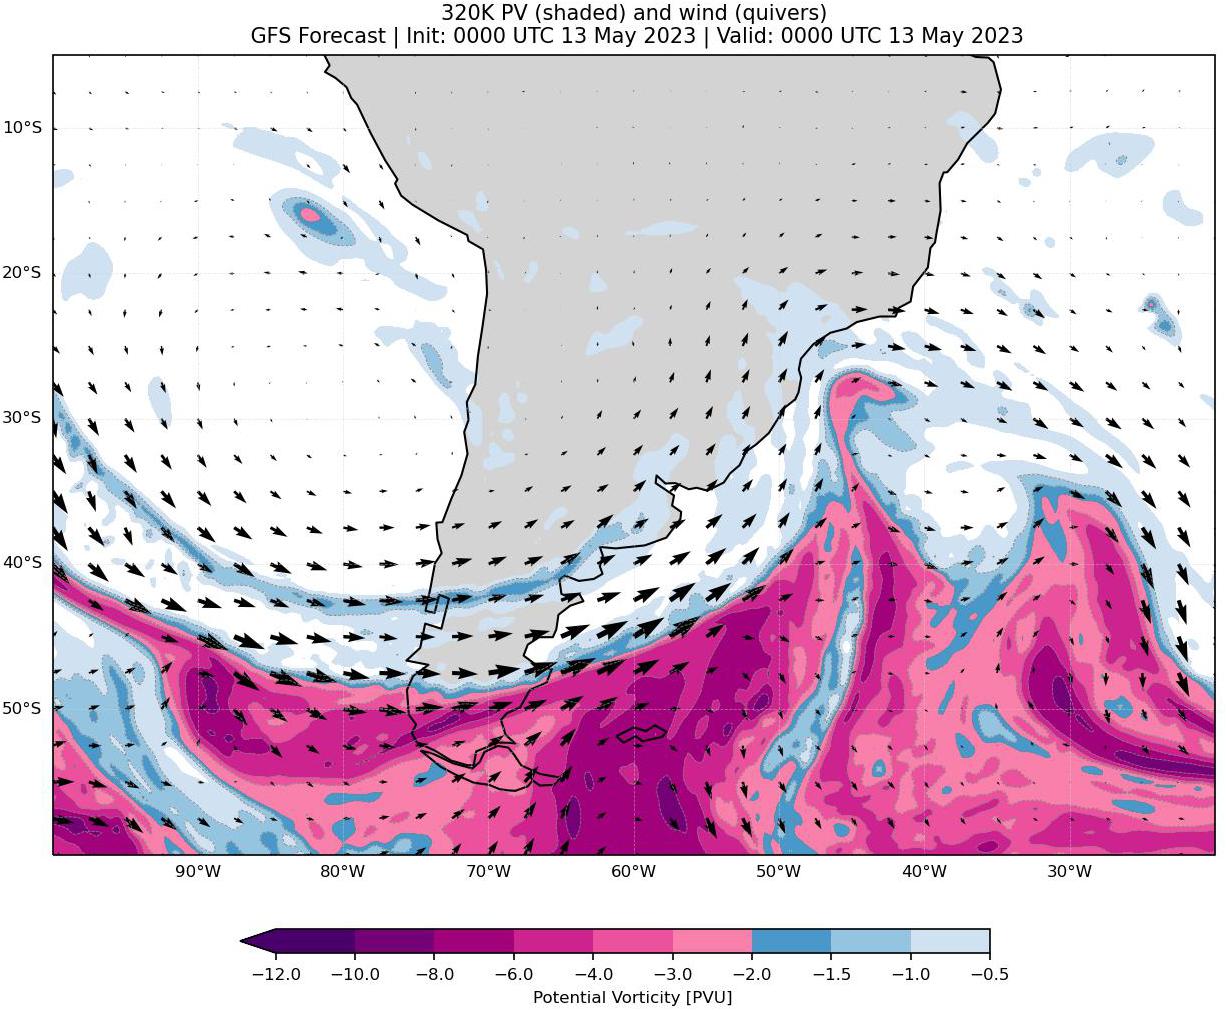 320K PV (shaded) and wind (quivers)
GFS Forecast | Init: 0000 UTC 13 May 2023 | Valid: 0000 UTC 13 May 2023
10°S
20°S
30°S
40°S
50°S
90°W 80°W 70°W 60°W 50°W 40°W 30°W
−12.0 −10.0 −8.0 −6.0 −4.0 −3.0 −2.0 −1.5 −1.0 −0.5
Potential Vorticity [PVU]